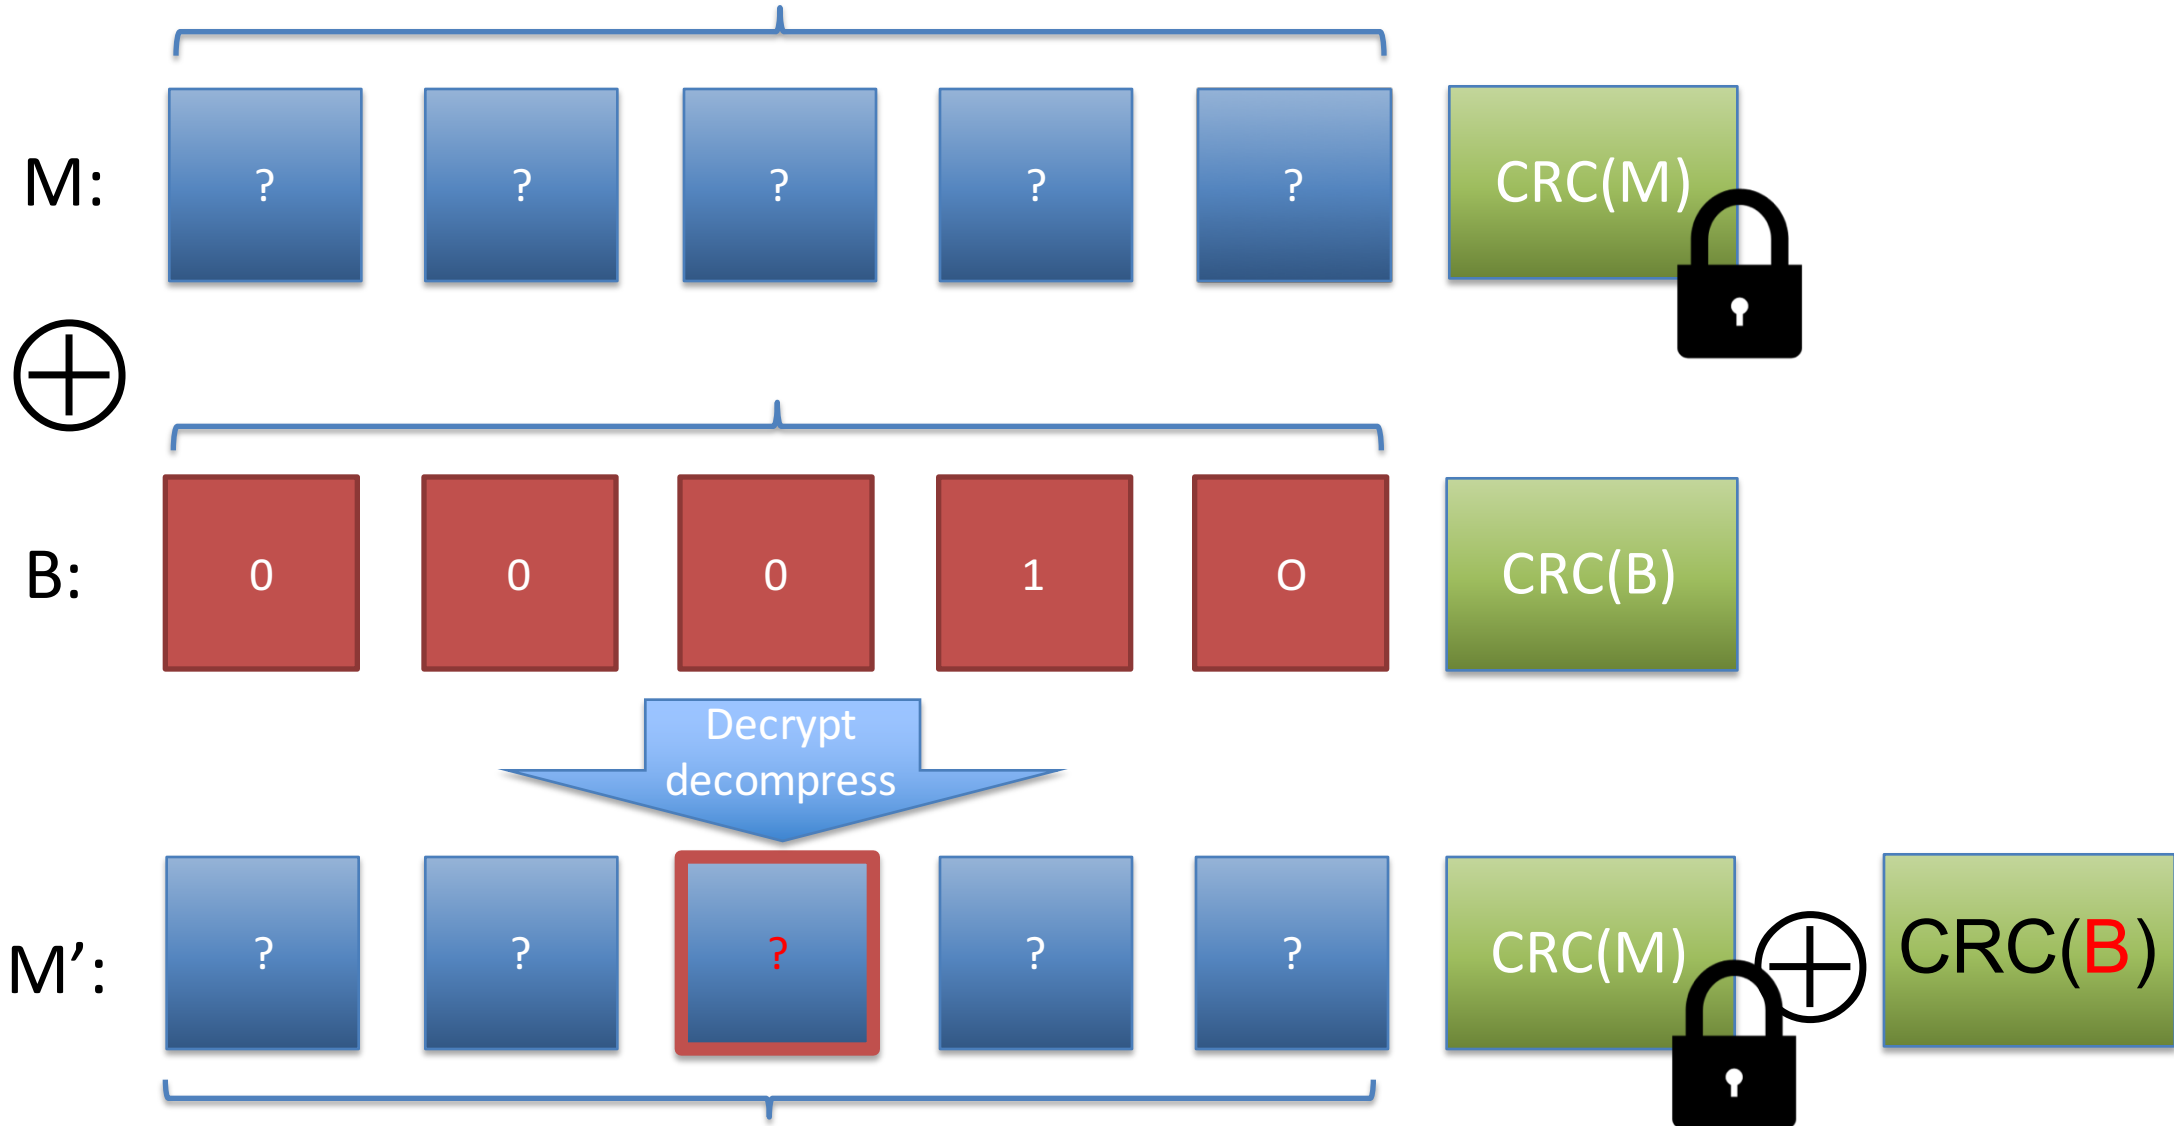 M: ? ? ? ? ? CRC(M)
B: 0 0 0 1 O CRC(B)
Decrypt
decompress
M’: ? ? ? ? ? CRC(M) CRC(B)